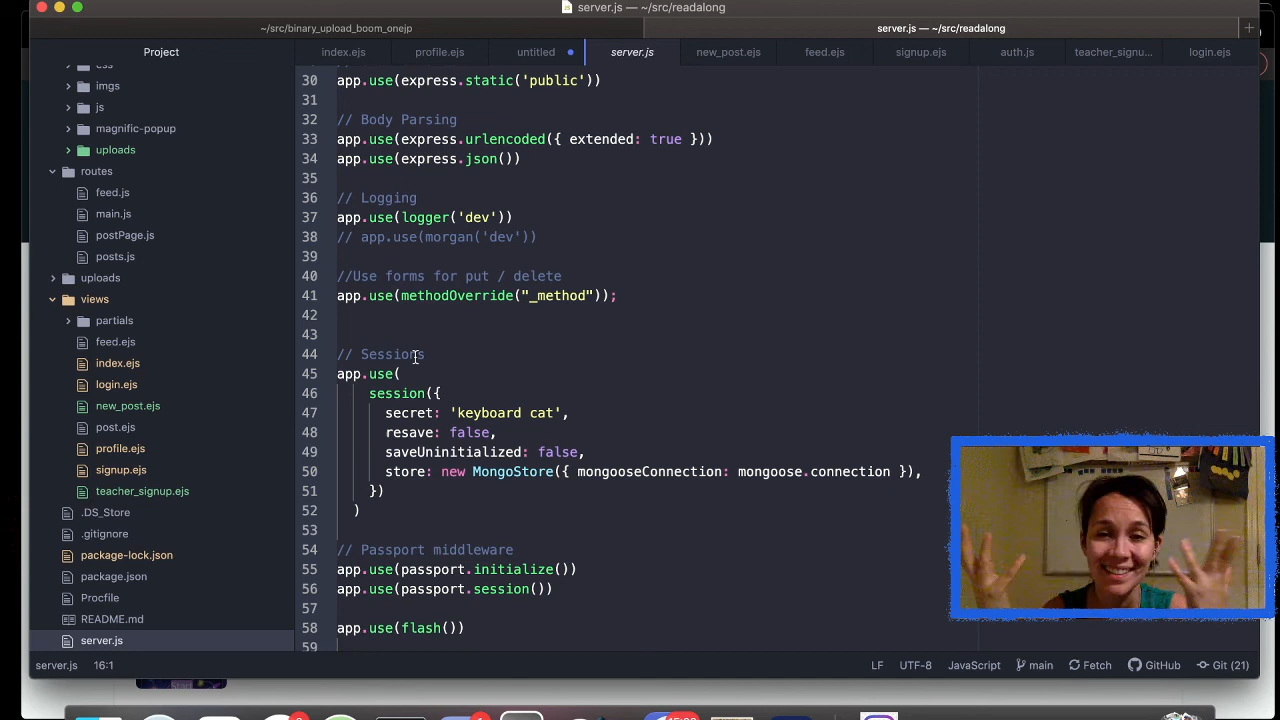 server.js — ~/src/readalong
~/src/binary_upload_boom_onejp
server.js — ~/src/readalong
Project
index.ejs
profile.ejs
untitled
server.js
new_post.ejs
feed.ejs
signup.ejs
auth.js
teacher_signu...
login.ejs
css
imgs
js
magnific-popup
uploads
routes
feed.js
main.js
postPage.js
posts.js
uploads
views
partials
feed.ejs
index.ejs
login.ejs
new_post.ejs
post.ejs
profile.ejs
signup.ejs
teacher_signup.ejs
.DS_Store
.gitignore
package-lock.json
package.json
Procfile
README.md
server.js
30 app.use(express.static('public'))
31
32 // Body Parsing
33 app.use(express.urlencoded({ extended: true }))
34 app.use(express.json())
35
36 // Logging
37 app.use(logger('dev'))
38 // app.use(morgan('dev'))
39
40 //Use forms for put / delete
41 app.use(methodOverride("_method"));
42
43
44 // Sessions
45 app.use(
46 session({
47 secret: 'keyboard cat',
48 resave: false,
49 saveUninitialized: false,
50 store: new MongoStore({ mongooseConnection: mongoose.connection }),
51 })
52 )
53
54 // Passport middleware
55 app.use(passport.initialize())
56 app.use(passport.session())
57
58 app.use(flash())
59
server.js 16:1
LF UTF-8 JavaScript main Fetch GitHub Git (21)